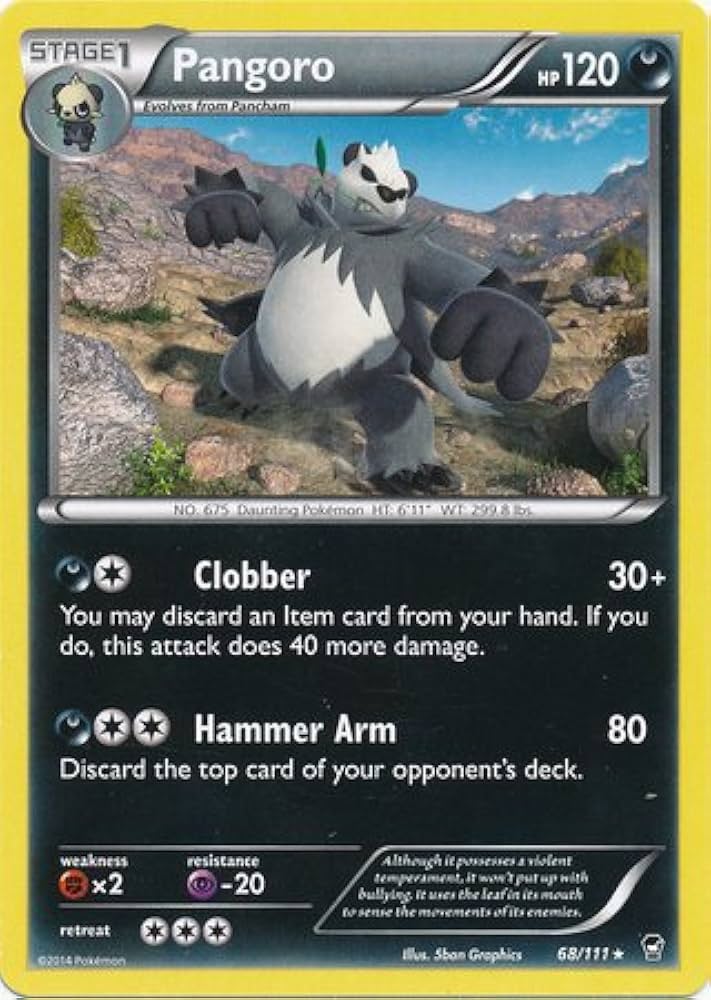 STAGE1
Pangoro
HP120
Evolves from Pancham
NO. 675 Daunting Pokémon HT: 6'11" WT: 299.8 lbs.
Clobber 30+
You may discard an Item card from your hand. If you
do, this attack does 40 more damage.
Hammer Arm 80
Discard the top card of your opponent's deck.
weakness
×2
resistance
-20
retreat
Although it possesses a violent
temperament, it won't put up with
bullying. It uses the leaf in its mouth
to sense the movements of its enemies.
©2014 Pokémon
Illus. 5ban Graphics
68/111★